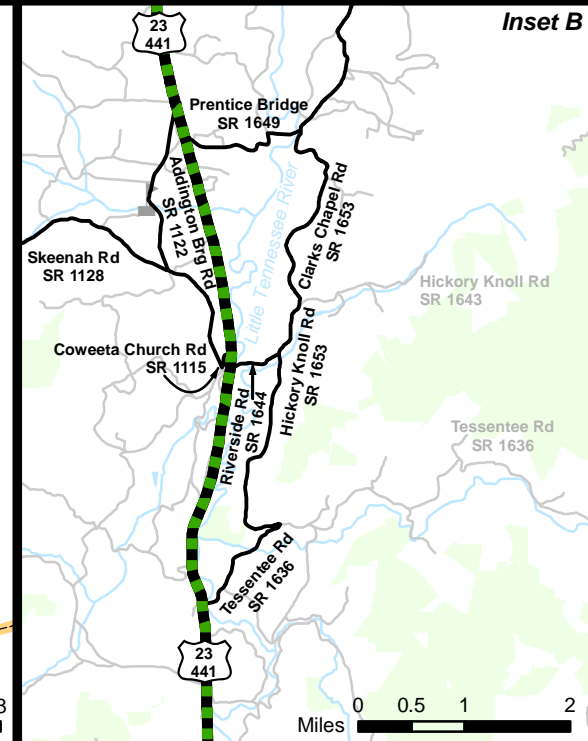 Inset B
23
441
Prentice Bridge
SR 1649
Addington Brg Rd
SR 1122
Little Tennessee River
Clarks Chapel Rd
SR 1653
Skeenah Rd
SR 1128
Hickory Knoll Rd
SR 1643
Coweeta Church Rd
SR 1115
Hickory Knoll Rd
SR 1653
Riverside Rd
SR 1644
Tessentee Rd
SR 1636
Tessentee Rd
SR 1636
23
441
8
Miles
0 0.5 1 2